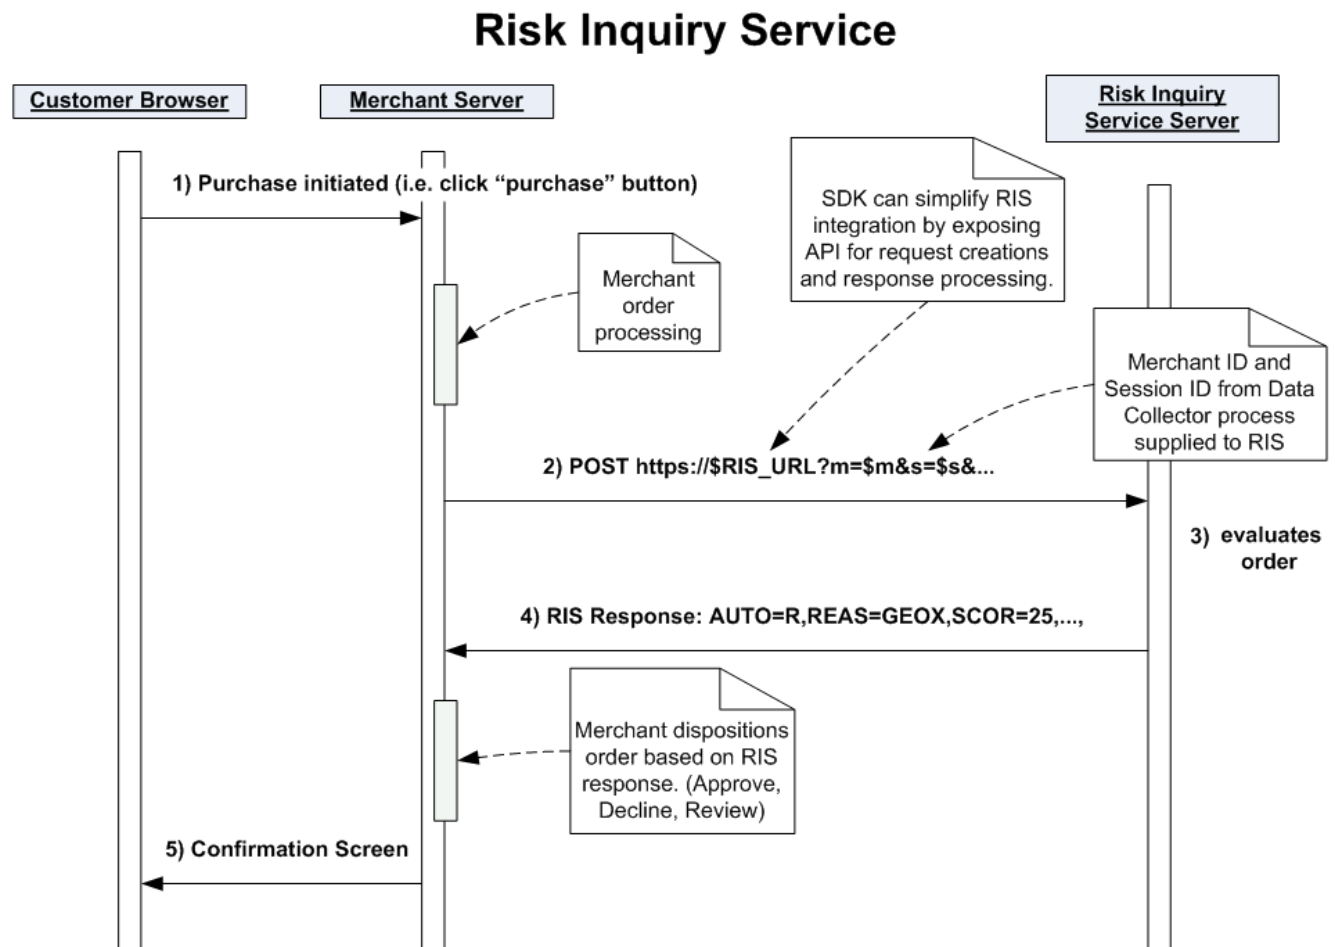 Risk Inquiry Service
Customer Browser
Merchant Server
Risk Inquiry
Service Server
1) Purchase initiated (i.e. click “purchase” button)
SDK can simplify RIS
integration by exposing
API for request creations
and response processing.
Merchant
order
processing
Merchant ID and
Session ID from Data
Collector process
supplied to RIS
2) POST https://$RIS_URL?m=$m&s=$s&...
3) evaluates
order
4) RIS Response: AUTO=R,REAS=GEOX,SCOR=25,...,
Merchant dispositions
order based on RIS
response. (Approve,
Decline, Review)
5) Confirmation Screen